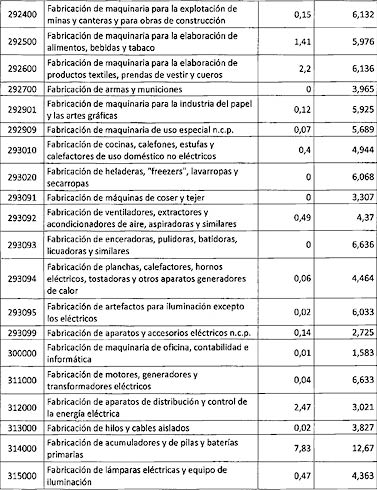 292400 Fabricación de maquinaria para la explotación de minas y canteras y para obras de construcción 0,15 6,132
292500 Fabricación de maquinaria para la elaboración de alimentos, bebidas y tabaco 1,41 5,976
292600 Fabricación de maquinaria para la elaboración de productos textiles, prendas de vestir y cueros 2,2 6,136
292700 Fabricación de armas y municiones 0 3,965
292901 Fabricación de maquinaria para la industria del papel y las artes gráficas 0,12 5,925
292909 Fabricación de maquinaria de uso especial n.c.p. 0,07 5,689
293010 Fabricación de cocinas, calefones, estufas y calefactores de uso doméstico no eléctricos 0,4 4,944
293020 Fabricación de heladeras, "freezers", lavarropas y secarropas 0 6,068
293091 Fabricación de máquinas de coser y tejer 0 3,307
293092 Fabricación de ventiladores, extractores y acondicionadores de aire, aspiradoras y similares 0,49 4,37
293093 Fabricación de enceradoras, pulidoras, batidoras, licuadoras y similares 0 6,636
293094 Fabricación de planchas, calefactores, hornos eléctricos, tostadoras y otros aparatos generadores de calor 0,06 4,464
293095 Fabricación de artefactos para iluminación excepto los eléctricos 0,02 6,033
293099 Fabricación de aparatos y accesorios eléctricos n.c.p. 0,14 2,725
300000 Fabricación de maquinaria de oficina, contabilidad e informática 0,01 1,583
311000 Fabricación de motores, generadores y transformadores eléctricos 0,04 6,633
312000 Fabricación de aparatos de distribución y control de la energía eléctrica 2,47 3,021
313000 Fabricación de hilos y cables aislados 0,02 3,827
314000 Fabricación de acumuladores y de pilas y baterías primarias 7,83 12,67
315000 Fabricación de lámparas eléctricas y equipo de iluminación 0,47 4,363